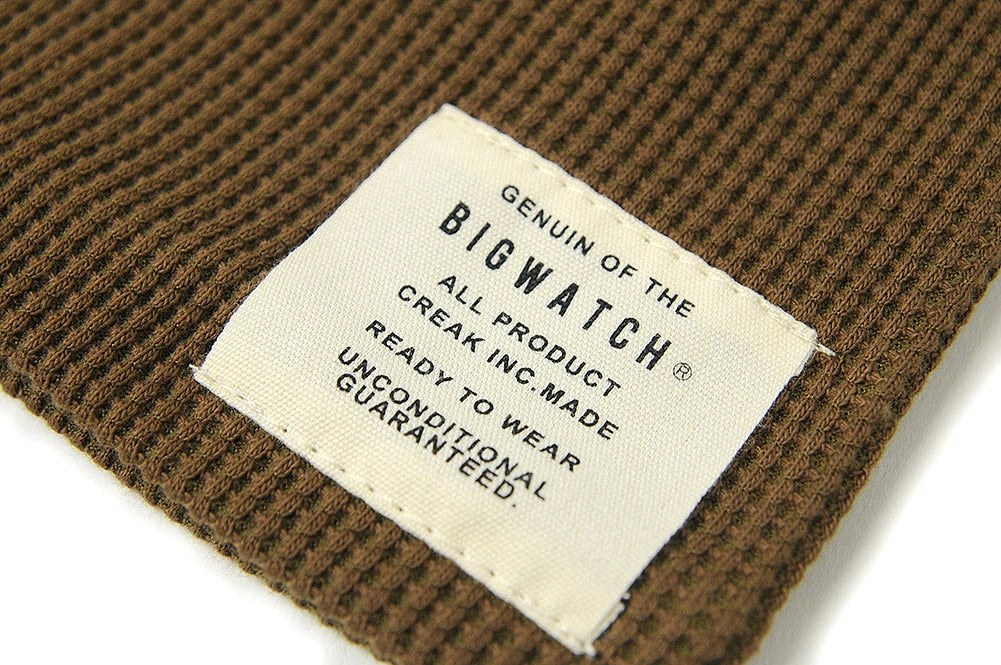 GENUIN OF THE
BIGWATCH®
ALL PRODUCT
CREAK INC.MADE
READY TO WEAR
UNCONDITIONAL
GUARANTEED.